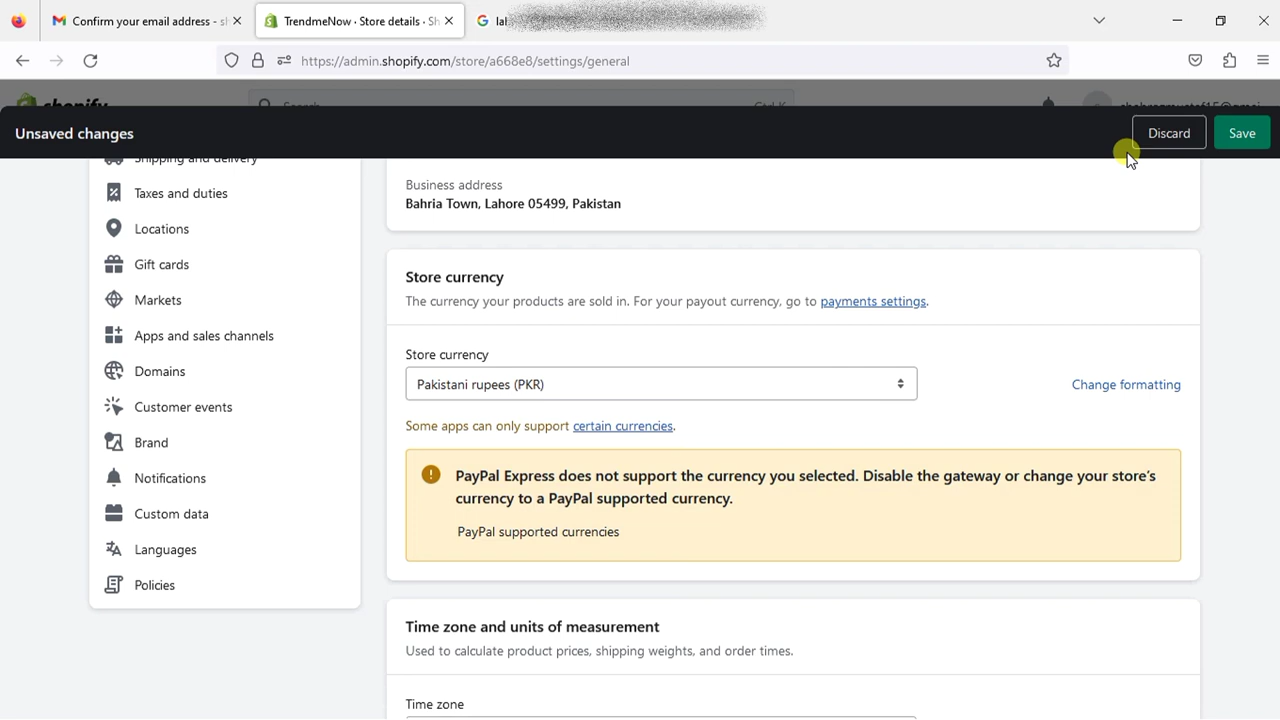 Confirm your email address - s
TrendmeNow · Store details · Sh
https://admin.shopify.com/store/a668e8/settings/general
shopify
Search
Ctrl K
Unsaved changes
Discard
Save
Shipping and delivery
Taxes and duties
Locations
Gift cards
Markets
Apps and sales channels
Domains
Customer events
Brand
Notifications
Custom data
Languages
Policies
Business address
Bahria Town, Lahore 05499, Pakistan
Store currency
The currency your products are sold in. For your payout currency, go to payments settings.
Store currency
Pakistani rupees (PKR)
Change formatting
Some apps can only support certain currencies.
PayPal Express does not support the currency you selected. Disable the gateway or change your store's
currency to a PayPal supported currency.
PayPal supported currencies
Time zone and units of measurement
Used to calculate product prices, shipping weights, and order times.
Time zone